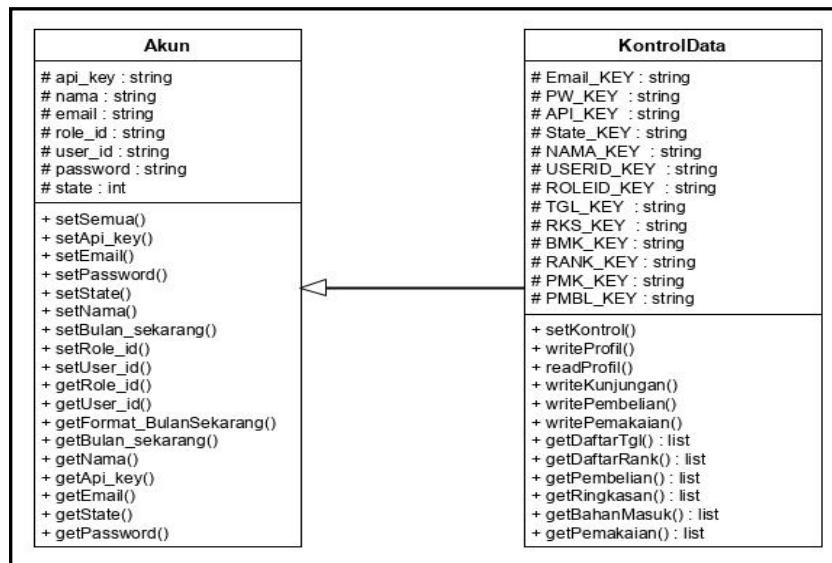 Akun
# api_key : string
# nama : string
# email : string
# role_id : string
# user_id : string
# password : string
# state : int
+ setSemua()
+ setApi_key()
+ setEmail()
+ setPassword()
+ setState()
+ setNama()
+ setBulan_sekarang()
+ setRole_id()
+ setUser_id()
+ getRole_id()
+ getUser_id()
+ getFormat_BulanSekarang()
+ getBulan_sekarang()
+ getNama()
+ getApi_key()
+ getEmail()
+ getState()
+ getPassword()
KontrolData
# Email_KEY : string
# PW_KEY : string
# API_KEY : string
# State_KEY : string
# NAMA_KEY : string
# USERID_KEY : string
# ROLEID_KEY : string
# TGL_KEY : string
# RKS_KEY : string
# BMK_KEY : string
# RANK_KEY : string
# PMK_KEY : string
# PMBL_KEY : string
+ setKontrol()
+ writeProfil()
+ readProfil()
+ writeKunjungan()
+ writePembelian()
+ writePemakaian()
+ getDaftarTgl() : list
+ getDaftarRank() : list
+ getPembelian() : list
+ getRingkasan() : list
+ getBahanMasuk() : list
+ getPemakaian() : list